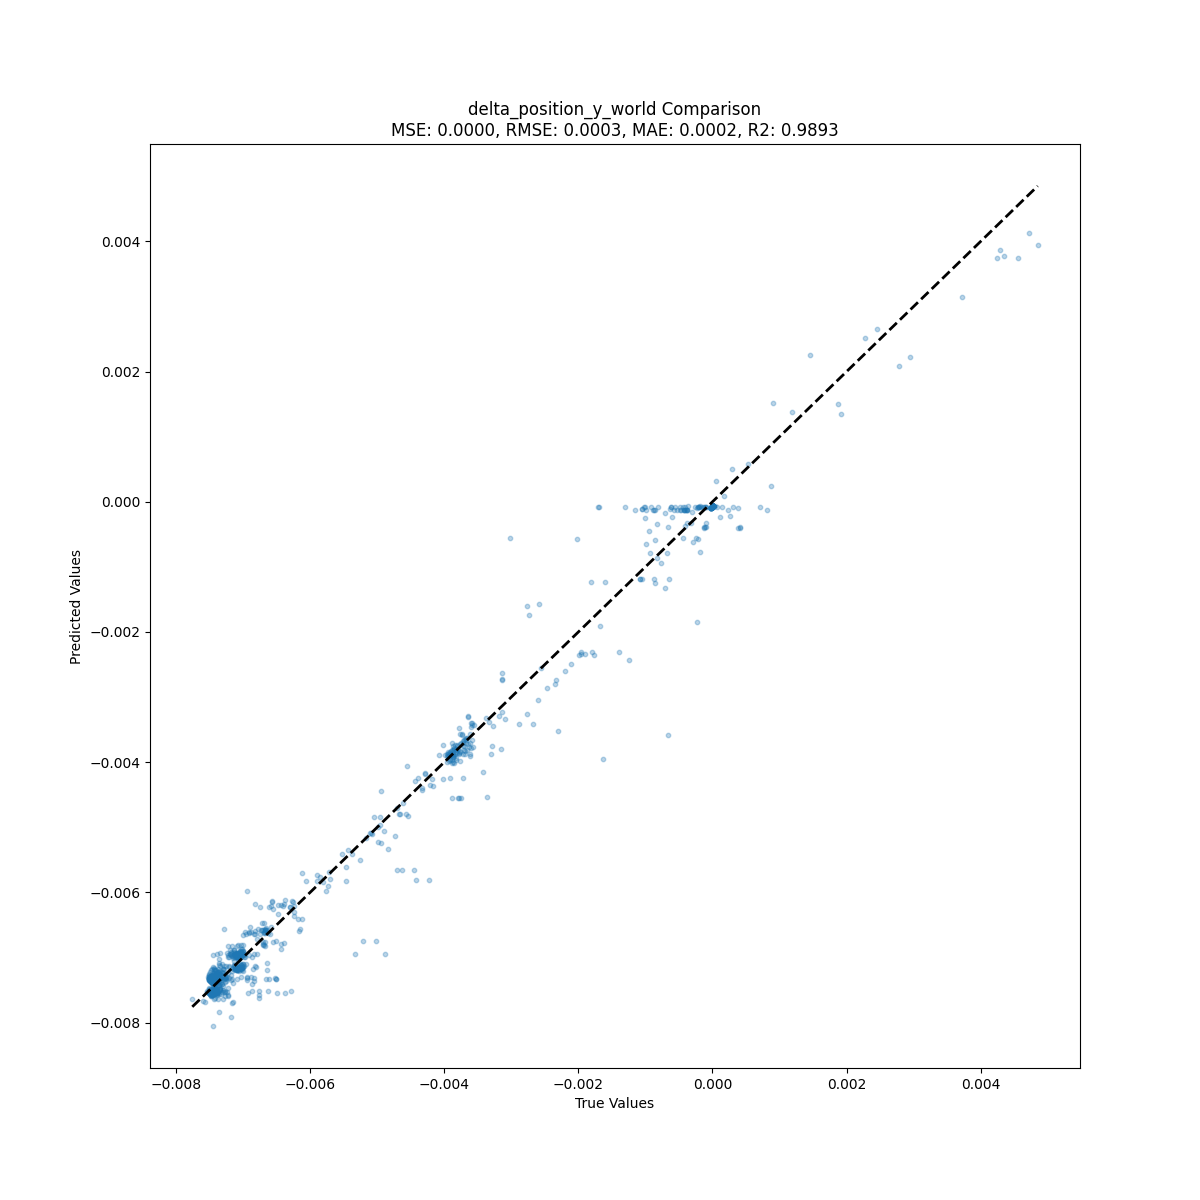 delta_position_y_world Comparison
MSE: 0.0000, RMSE: 0.0003, MAE: 0.0002, R2: 0.9893
Predicted Values
0.004
0.002
0.000
−0.002
−0.004
−0.006
−0.008
−0.008 −0.006 −0.004 −0.002 0.000 0.002 0.004
True Values